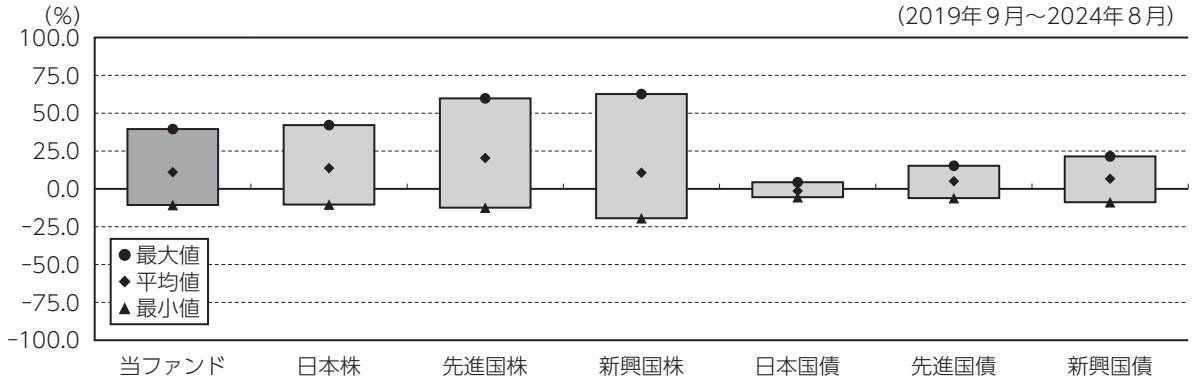 (%)
(2019年9月～2024年8月)
100.0
75.0
50.0
25.0
0.0
-25.0
-50.0
-75.0
-100.0
●最大値
◆平均値
▲最小値
当ファンド 日本株 先進国株 新興国株 日本国債 先進国債 新興国債